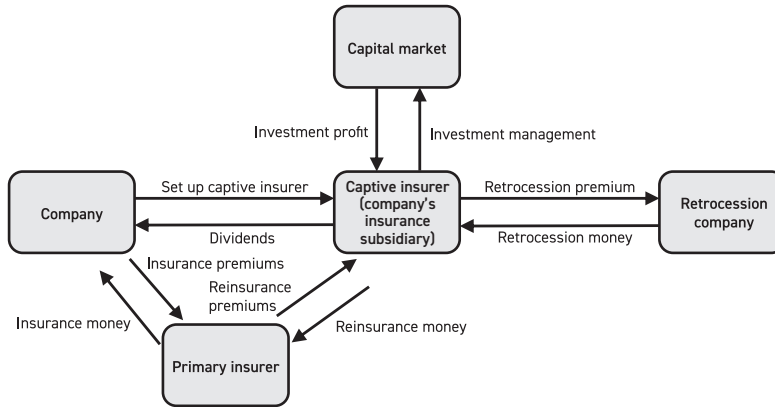 Capital market
Investment profit
Investment management
Company
Set up captive insurer
Captive insurer
(company's
insurance
subsidiary)
Retrocession premium
Retrocession
company
Dividends
Retrocession money
Insurance premiums
Reinsurance
premiums
Insurance money
Reinsurance money
Primary insurer